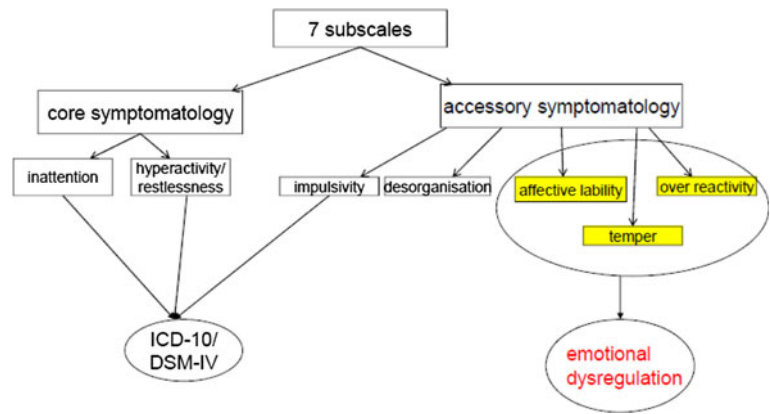 7 subscales
core symptomatology
accessory symptomatology
inattention
hyperactivity/
restlessness
impulsivity
desorganisation
affective lability
over reactivity
temper
ICD-10/
DSM-IV
emotional
dysregulation